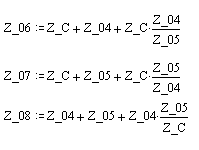 Z_06 := Z_C + Z_04 + Z_C·Z_04/Z_05
Z_07 := Z_C + Z_05 + Z_C·Z_05/Z_04
Z_08 := Z_04 + Z_05 + Z_04·Z_05/Z_C